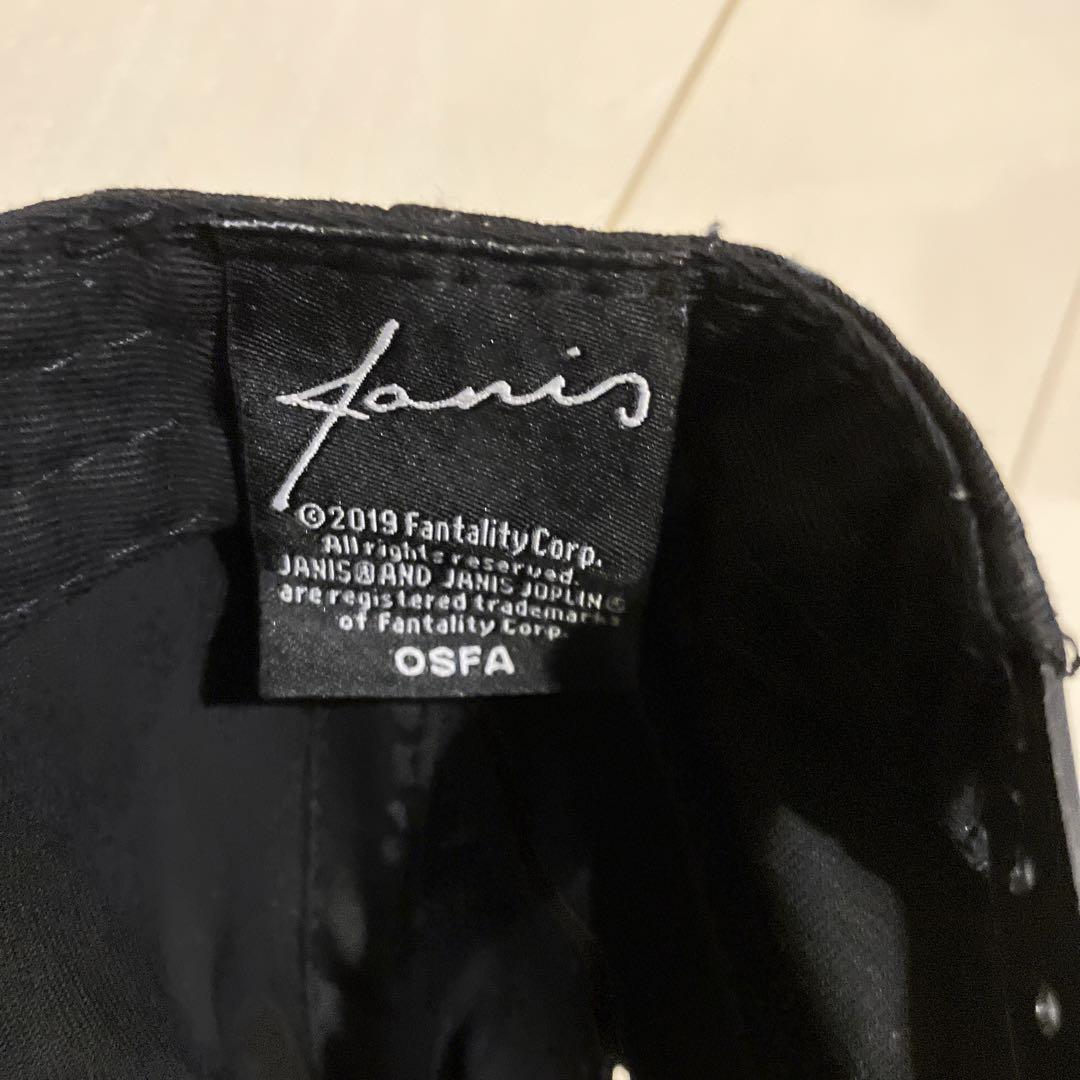 Janis
©2019 Fantality Corp.
All rights reserved.
JANIS® AND JANIS JOPLIN®
are registered trademarks
of Fantality Corp.
OSFA